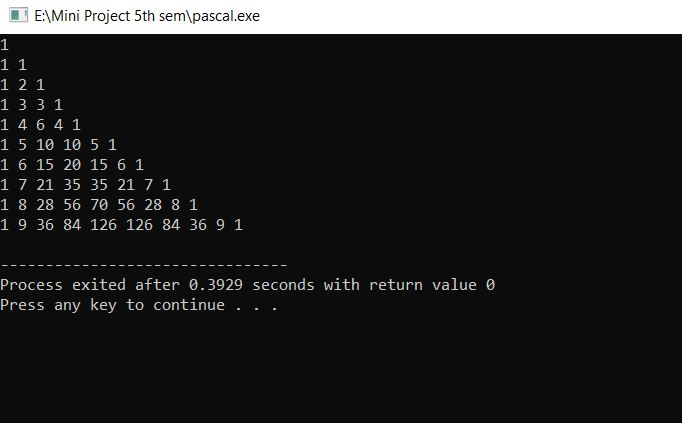 E:\Mini Project 5th sem\pascal.exe
1
1 1
1 2 1
1 3 3 1
1 4 6 4 1
1 5 10 10 5 1
1 6 15 20 15 6 1
1 7 21 35 35 21 7 1
1 8 28 56 70 56 28 8 1
1 9 36 84 126 126 84 36 9 1
--------------------------------
Process exited after 0.3929 seconds with return value 0
Press any key to continue . . .